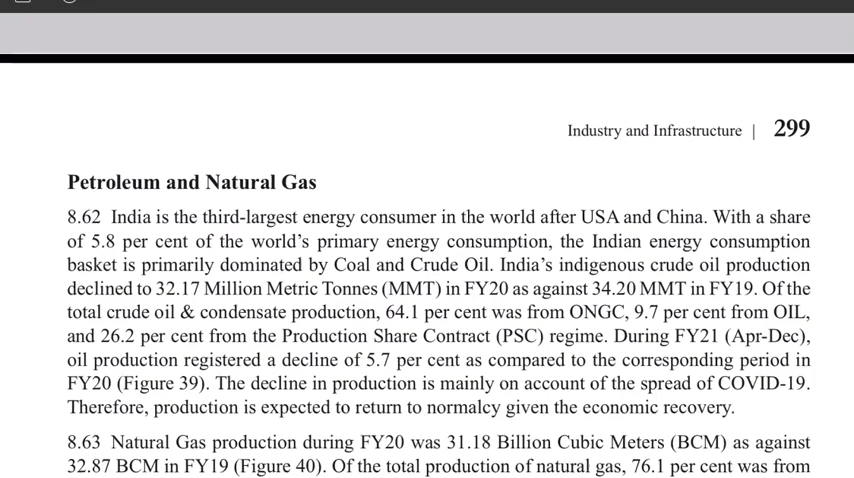 Industry and Infrastructure | 299
Petroleum and Natural Gas
8.62 India is the third-largest energy consumer in the world after USA and China. With a share
of 5.8 per cent of the world’s primary energy consumption, the Indian energy consumption
basket is primarily dominated by Coal and Crude Oil. India’s indigenous crude oil production
declined to 32.17 Million Metric Tonnes (MMT) in FY20 as against 34.20 MMT in FY19. Of the
total crude oil & condensate production, 64.1 per cent was from ONGC, 9.7 per cent from OIL,
and 26.2 per cent from the Production Share Contract (PSC) regime. During FY21 (Apr-Dec),
oil production registered a decline of 5.7 per cent as compared to the corresponding period in
FY20 (Figure 39). The decline in production is mainly on account of the spread of COVID-19.
Therefore, production is expected to return to normalcy given the economic recovery.
8.63 Natural Gas production during FY20 was 31.18 Billion Cubic Meters (BCM) as against
32.87 BCM in FY19 (Figure 40). Of the total production of natural gas, 76.1 per cent was from